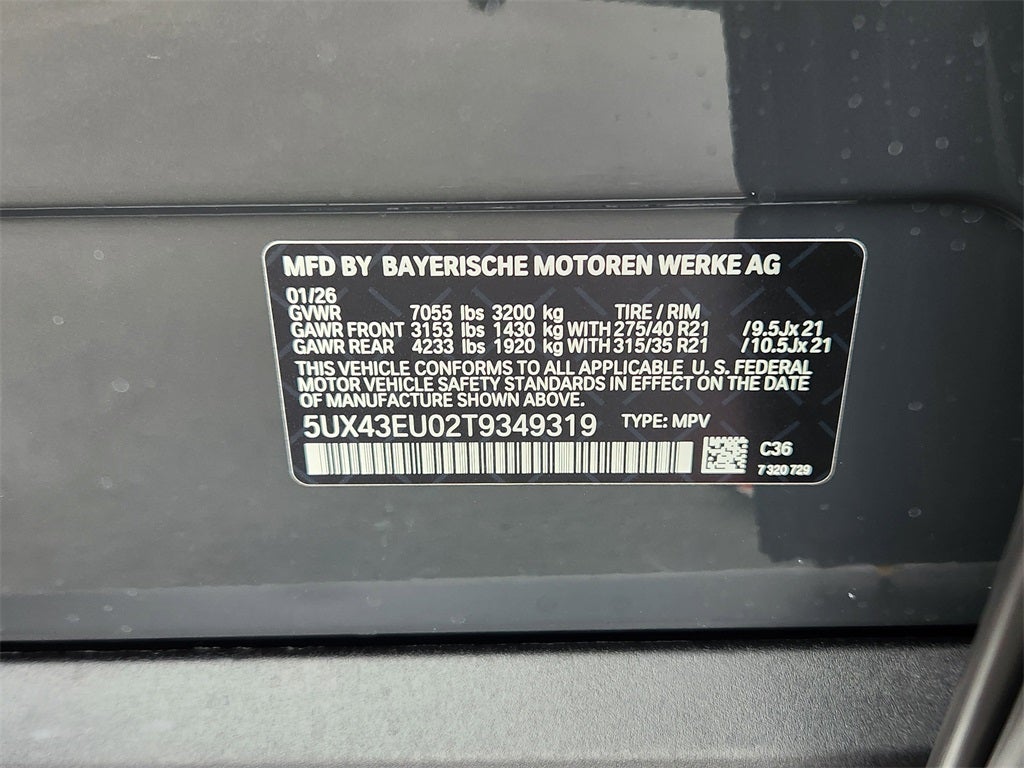 MFD BY BAYERISCHE MOTOREN WERKE AG
01/26
GVWR 7055 lbs 3200 kg TIRE / RIM
GAWR FRONT 3153 lbs 1430 kg WITH 275/40 R21 /9.5Jx21
GAWR REAR 4233 lbs 1920 kg WITH 315/35 R21 /10.5Jx21
THIS VEHICLE CONFORMS TO ALL APPLICABLE U. S. FEDERAL
MOTOR VEHICLE SAFETY STANDARDS IN EFFECT ON THE DATE
OF MANUFACTURE SHOWN ABOVE.
5UX43EU02T9349319 TYPE: MPV
C36
7 320 729